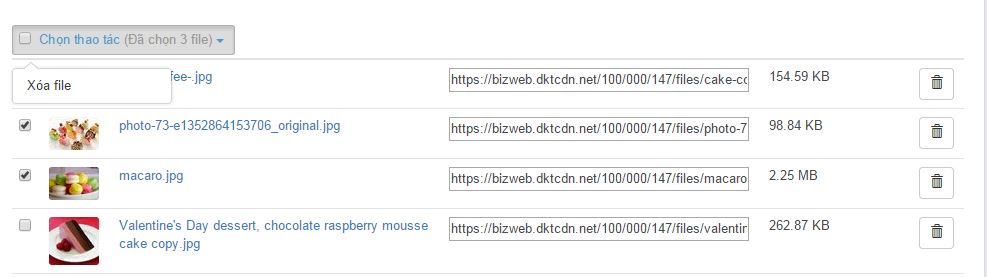 Chọn thao tác (Đã chọn 3 file)
Xóa file
fee-.jpg https://bizweb.dktcdn.net/100/000/147/files/cake-co 154.59 KB
photo-73-e1352864153706_original.jpg https://bizweb.dktcdn.net/100/000/147/files/photo-7 98.84 KB
macaro.jpg https://bizweb.dktcdn.net/100/000/147/files/macaro 2.25 MB
Valentine's Day dessert, chocolate raspberry mousse https://bizweb.dktcdn.net/100/000/147/files/valentin 262.87 KB
cake copy.jpg